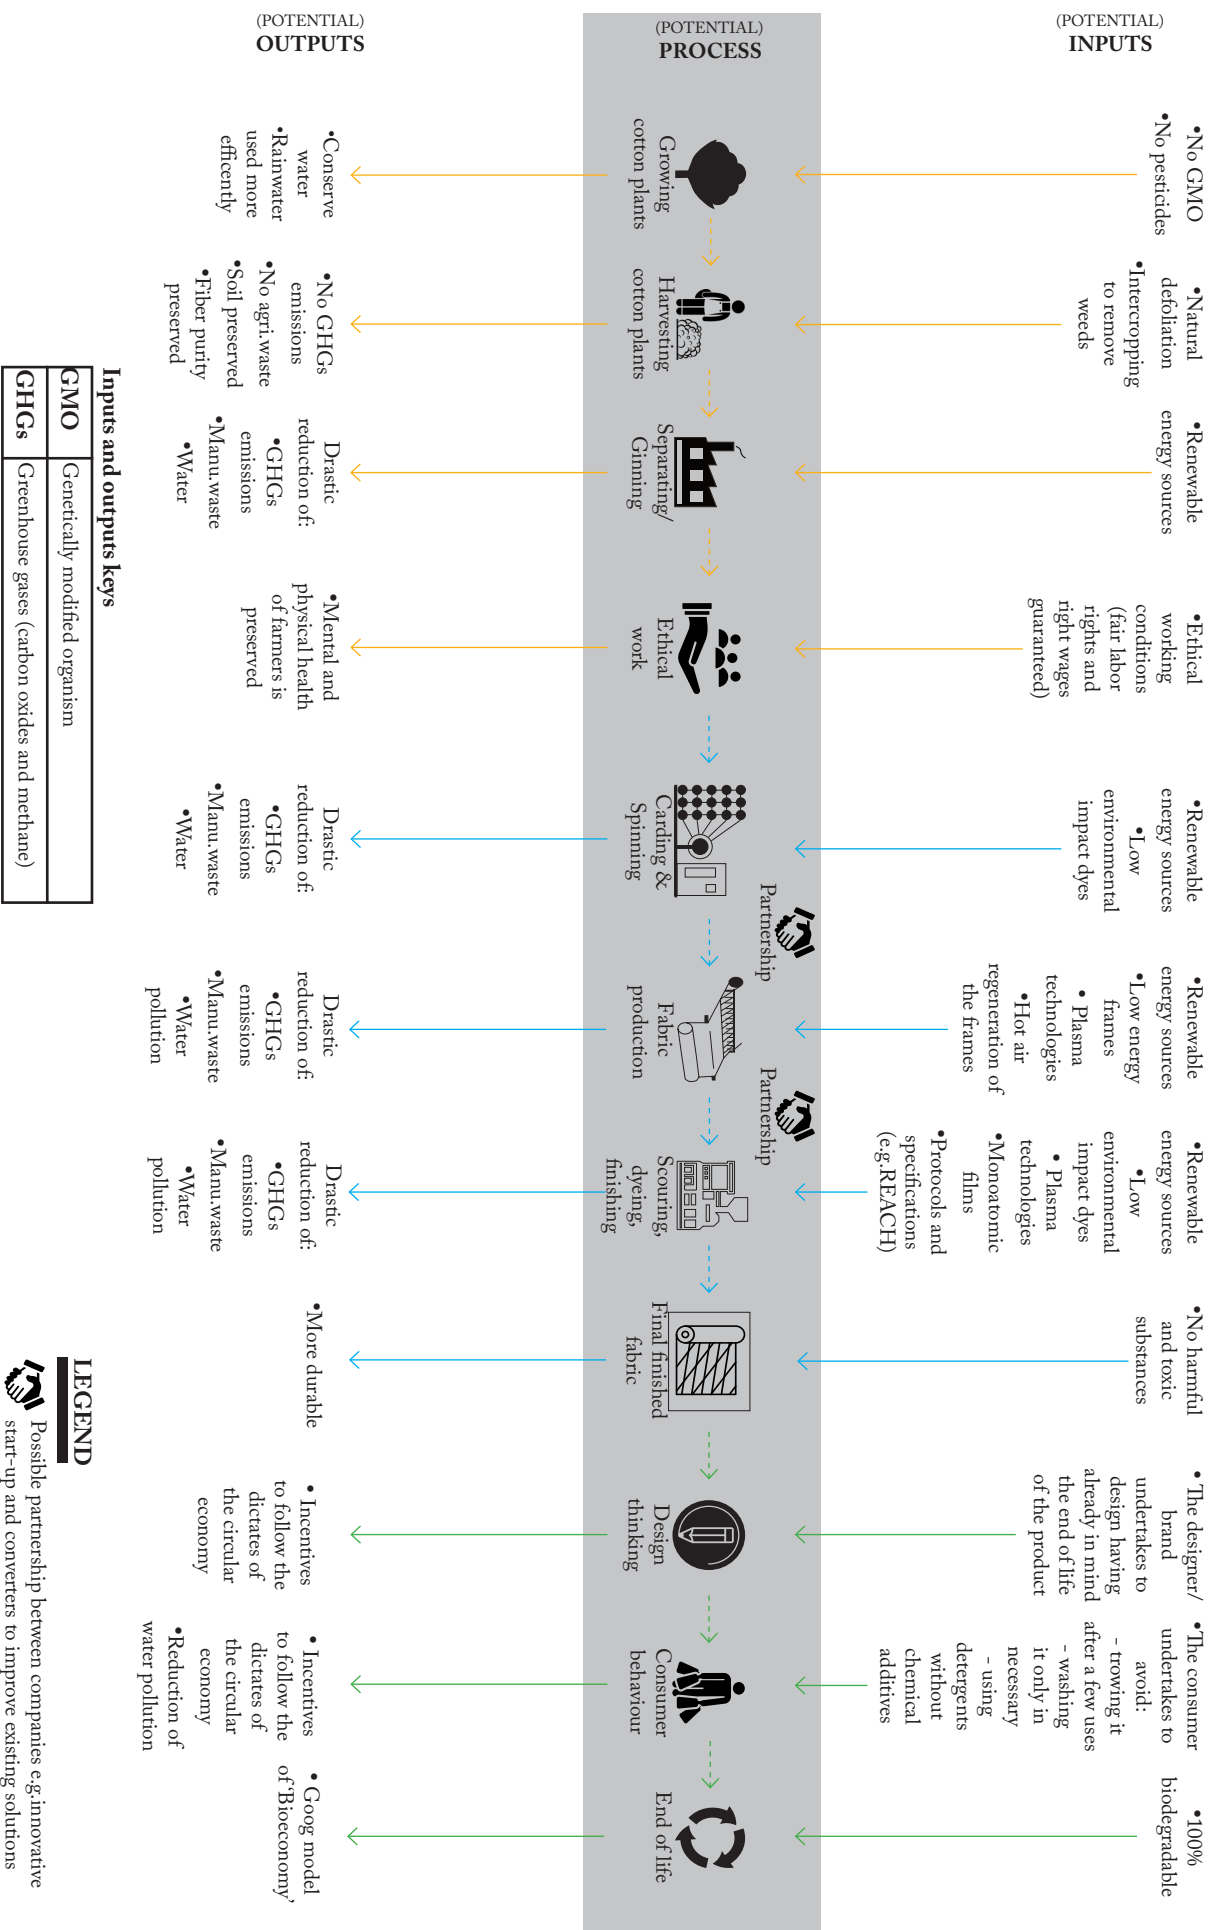 (POTENTIAL)
INPUTS
•No GMO
•No pesticides
•Natural
defoliation
•Intercropping
to remove
weeds
•Renewable
energy sources
•Ethical
working
conditions
(fair labor
rights and
right wages
guaranteed)
•Renewable
energy sources
•Low
environmental
impact dyes
•Renewable
energy sources
•Low energy
frames
• Plasma
technologies
•Hot air
regeneration of
the frames
•Renewable
energy sources
•Low
environmental
impact dyes
• Plasma
technologies
•Monoatomic
films
•Protocols and
specifications
(e.g.REACH)
•No harmful
and toxic
substances
• The designer/
brand
undertakes to
design having
already in mind
the end of life
of the product
•The consumer
undertakes to
avoid:
- trowing it
after a few uses
- washing
it only in
necessary
- using
detergents
without
chemical
additives
•100%
biodegradable
(POTENTIAL)
PROCESS
Growing
cotton plants
Harvesting
cotton plants
Separating/
Ginning
Ethical
work
Carding &
Spinning
Partnership
Fabric
production
Partnership
Scouring,
dyeing,
finishing
Final finished
fabric
Design
thinking
Consumer
behaviour
End of life
(POTENTIAL)
OUTPUTS
•Conserve
water
•Rainwater
used more
efficently
•No GHGs
emissions
•No agri.waste
•Soil preserved
•Fiber purity
preserved
Drastic
reduction of:
•GHGs
emissions
•Manu.waste
•Water
•Mental and
physical health
of farmers is
preserved
Drastic
reduction of:
•GHGs
emissions
•Manu.waste
•Water
Drastic
reduction of:
•GHGs
emissions
•Manu.waste
•Water
pollution
Drastic
reduction of:
•GHGs
emissions
•Manu.waste
•Water
pollution
•More durable
• Incentives
to follow the
dictates of
the circular
economy
• Incentives
to follow the
dictates of
the circular
economy
•Reduction of
water pollution
• Goog model
of 'Bioeconomy'
Inputs and outputs keys
GMO Genetically modified organism
GHGs Greenhouse gases (carbon oxides and methane)
LEGEND
Possible partnership between companies e.g.innovative
start-up and converters to improve existing solutions